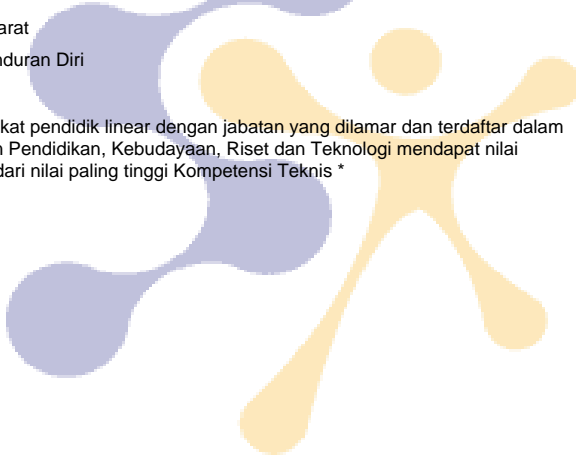 arat
nduran Diri
kat pendidik linear dengan jabatan yang dilamar dan terdaftar dalam
n Pendidikan, Kebudayaan, Riset dan Teknologi mendapat nilai
dari nilai paling tinggi Kompetensi Teknis *